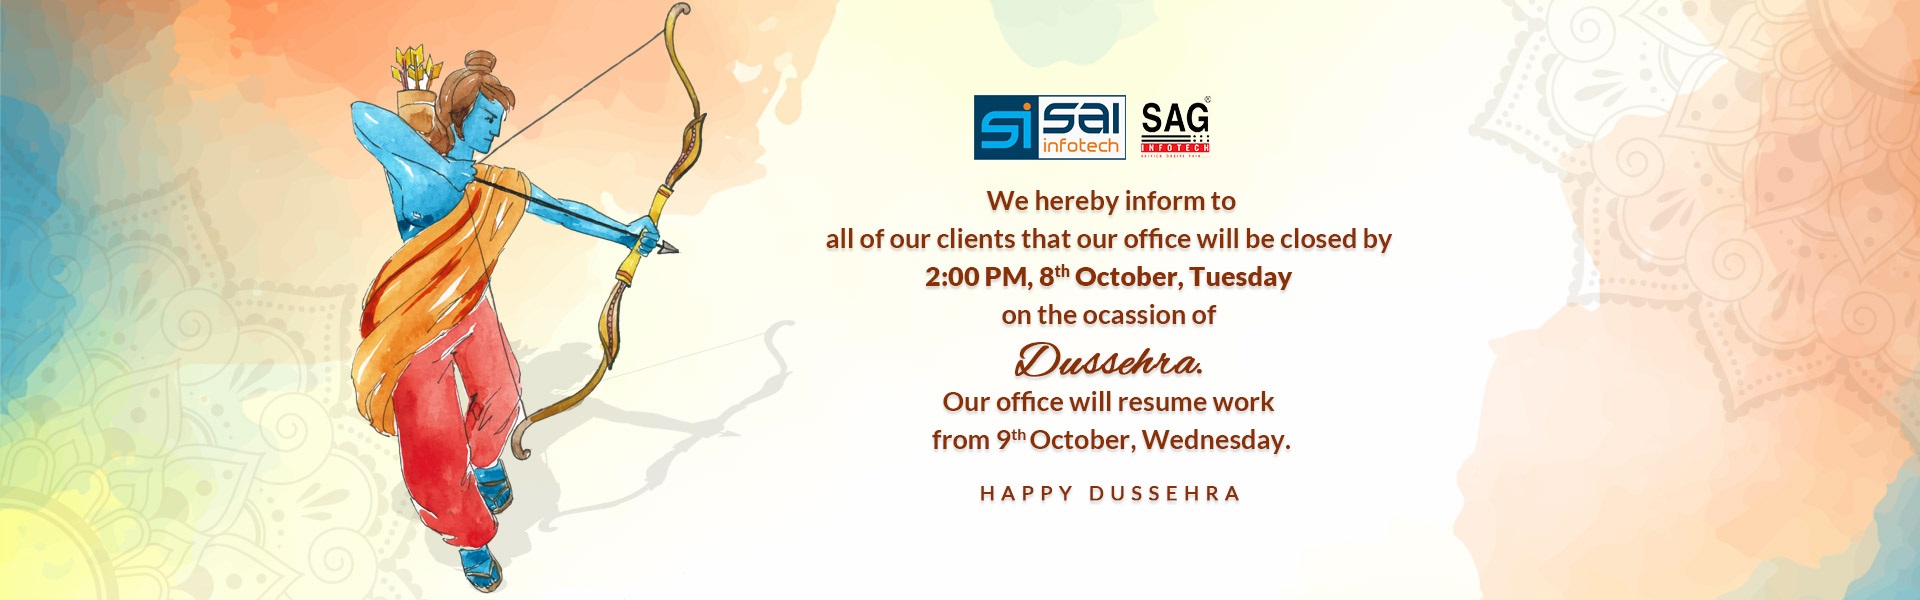 si sai infotech
SAG®
INFOTECH
We hereby inform to
all of our clients that our office will be closed by
2:00 PM, 8th October, Tuesday
on the ocassion of
Dussehra.
Our office will resume work
from 9th October, Wednesday.
HAPPY DUSSEHRA